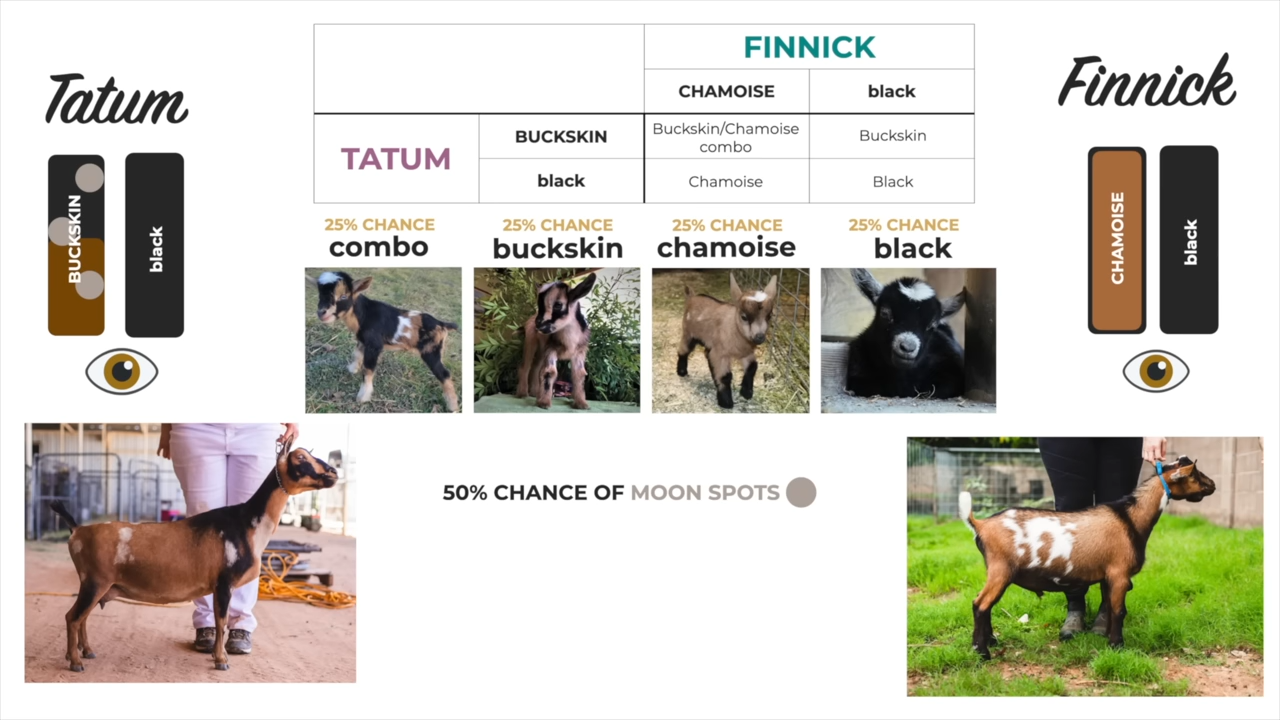 Tatum
BUCKSKIN
black
FINNICK
CHAMOISE
black
TATUM
BUCKSKIN
Buckskin/Chamoise
combo
Buckskin
black
Chamoise
Black
25% CHANCE
combo
25% CHANCE
buckskin
25% CHANCE
chamoise
25% CHANCE
black
50% CHANCE OF MOON SPOTS
Finnick
CHAMOISE
black